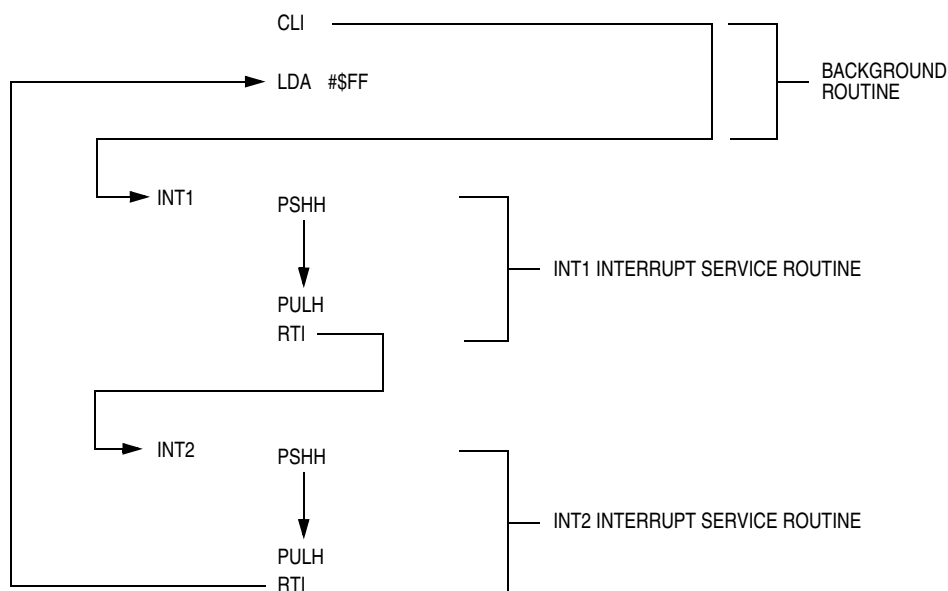 CLI
LDA #$FF
BACKGROUND
ROUTINE
INT1
PSHH
INT1 INTERRUPT SERVICE ROUTINE
PULH
RTI
INT2
PSHH
INT2 INTERRUPT SERVICE ROUTINE
PULH
RTI